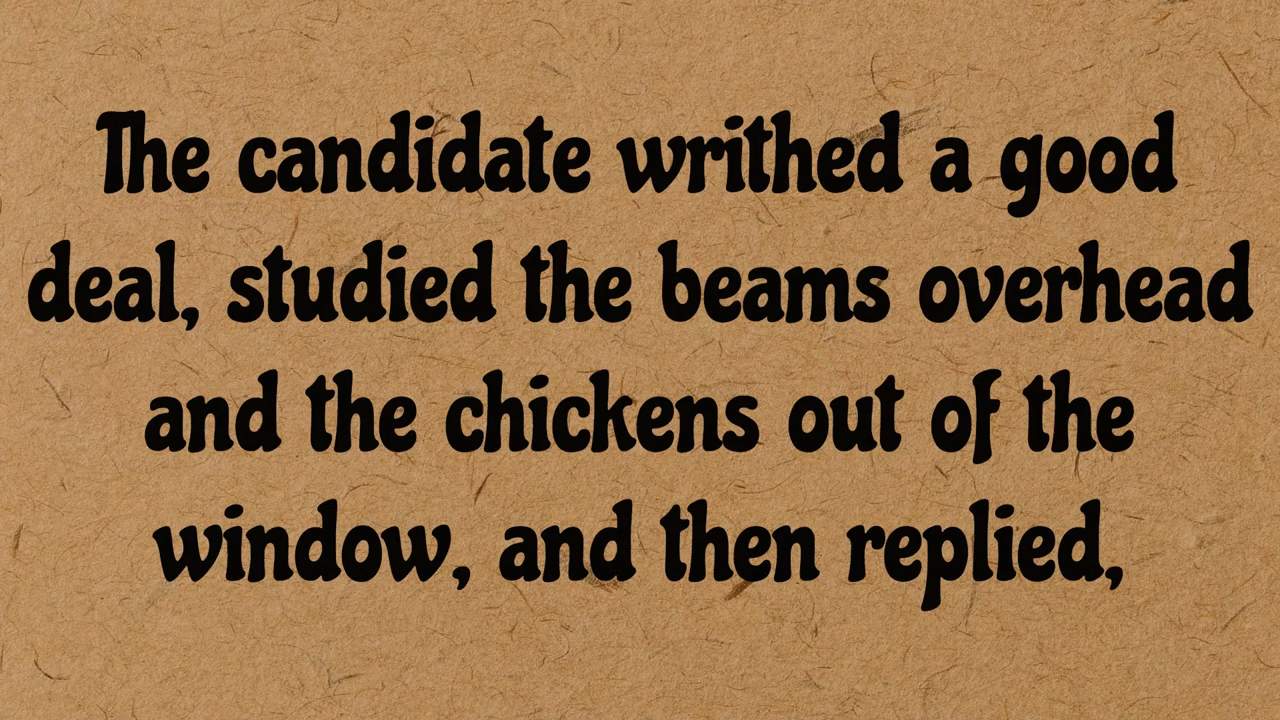 The candidate writhed a good
deal, studied the beams overhead
and the chickens out of the
window, and then replied,